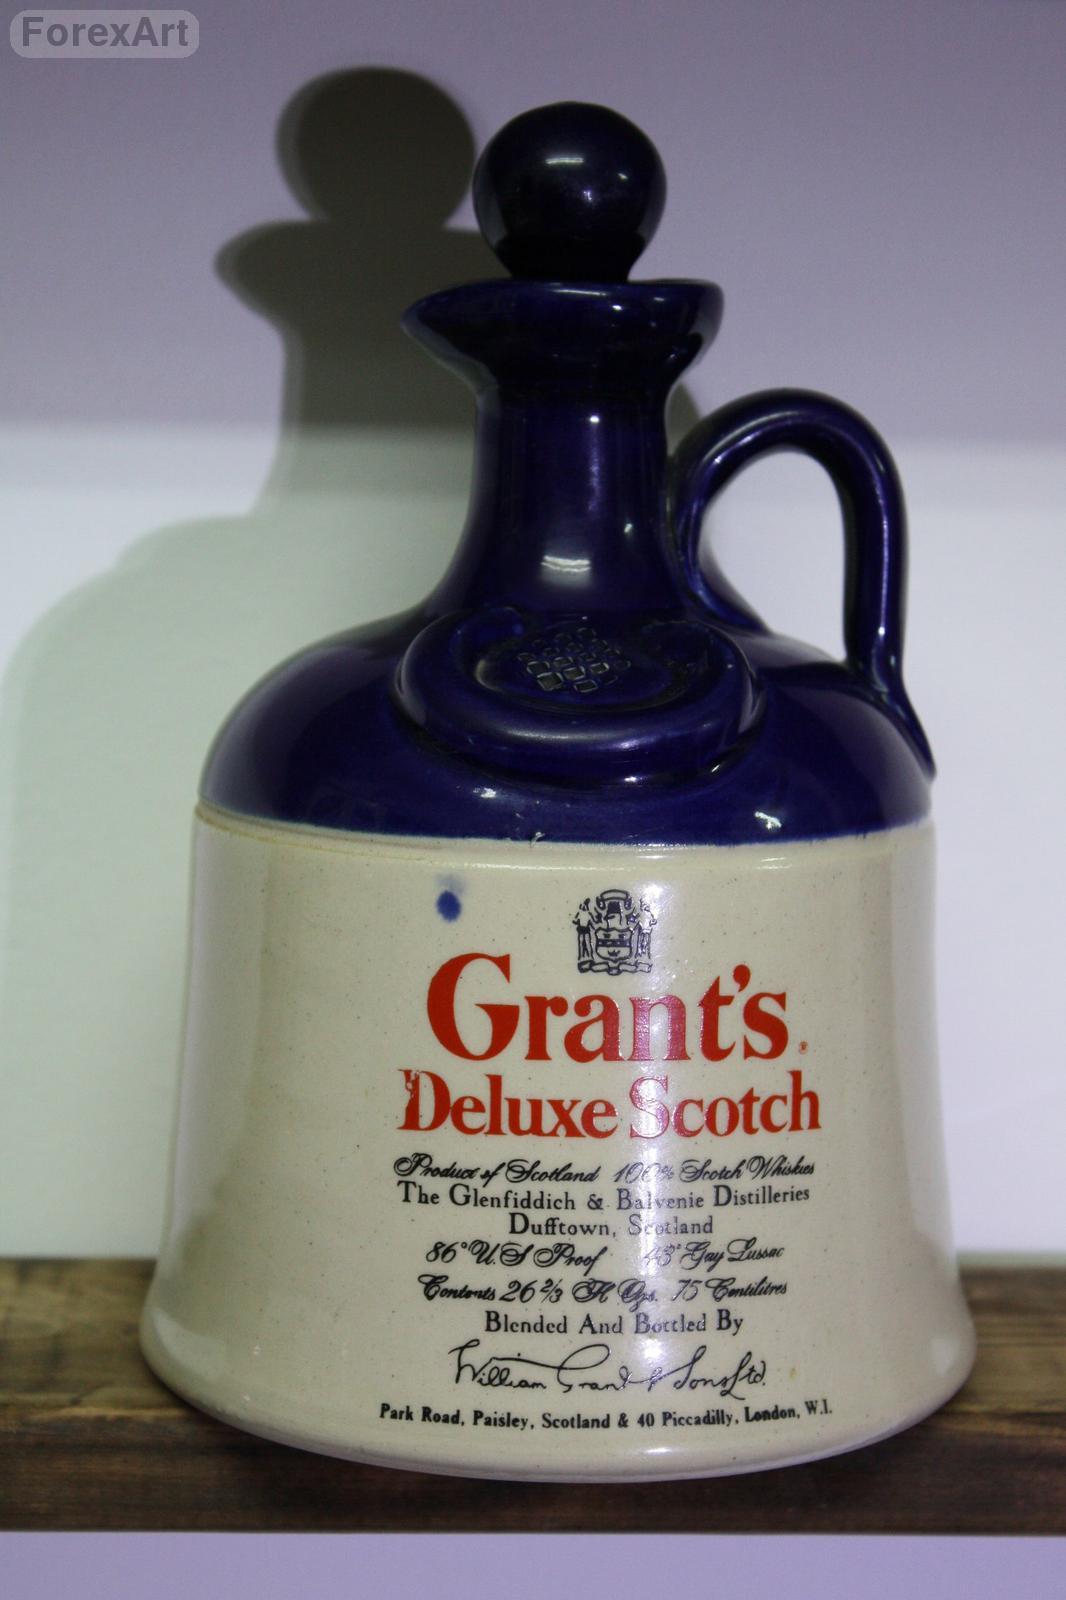 ForexArt
Grant's
Deluxe Scotch
Product of Scotland 100% Scotch Whiskies
The Glenfiddich & Balvenie Distilleries
Dufftown, Scotland
86° U.S Proof 43° Gay Lussac
Contents 26 2/3 Fl Ozs. 75 Centilitres
Blended And Bottled By
William Grant & Sons Ltd.
Park Road, Paisley, Scotland & 40 Piccadilly, London, W.I.